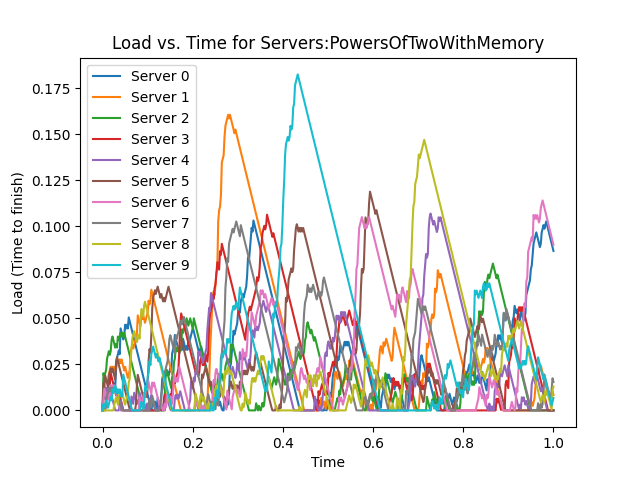 Load vs. Time for Servers:PowersOfTwoWithMemory
Load (Time to finish)
0.175
0.150
0.125
0.100
0.075
0.050
0.025
0.000
Server 0
Server 1
Server 2
Server 3
Server 4
Server 5
Server 6
Server 7
Server 8
Server 9
0.0 0.2 0.4 0.6 0.8 1.0
Time